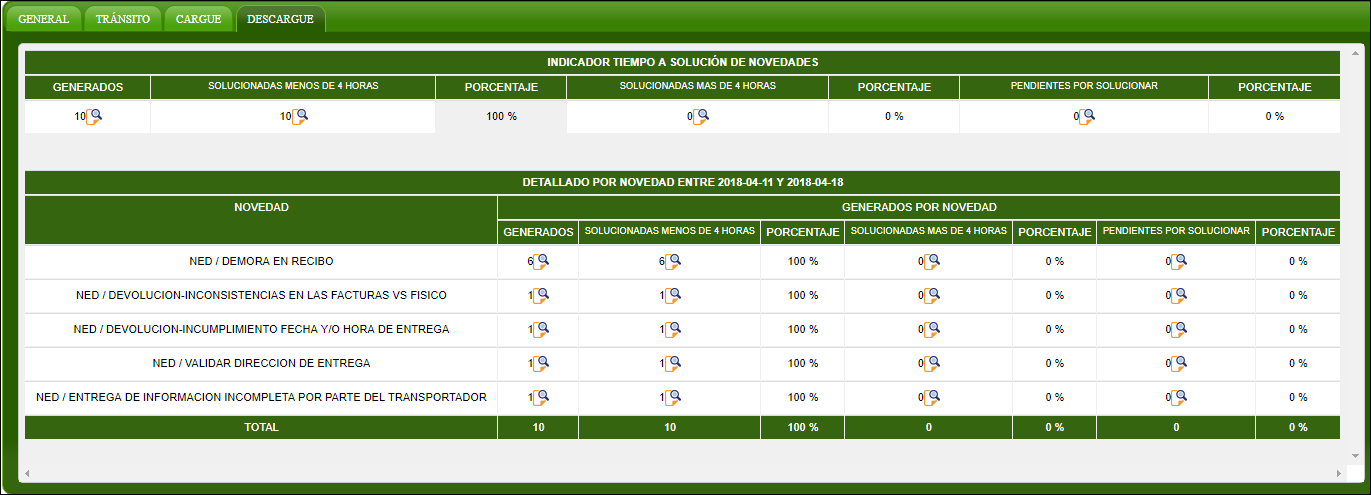 GENERAL TRÁNSITO CARGUE DESCARGUE
INDICADOR TIEMPO A SOLUCIÓN DE NOVEDADES
GENERADOS SOLUCIONADAS MENOS DE 4 HORAS PORCENTAJE SOLUCIONADAS MAS DE 4 HORAS PORCENTAJE PENDIENTES POR SOLUCIONAR PORCENTAJE
10 10 100 % 0 0 % 0 0 %
DETALLADO POR NOVEDAD ENTRE 2018-04-11 Y 2018-04-18
NOVEDAD GENERADOS POR NOVEDAD
GENERADOS SOLUCIONADAS MENOS DE 4 HORAS PORCENTAJE SOLUCIONADAS MAS DE 4 HORAS PORCENTAJE PENDIENTES POR SOLUCIONAR PORCENTAJE
NED / DEMORA EN RECIBO 6 6 100 % 0 0 % 0 0 %
NED / DEVOLUCION-INCONSISTENCIAS EN LAS FACTURAS VS FISICO 1 1 100 % 0 0 % 0 0 %
NED / DEVOLUCION-INCUMPLIMIENTO FECHA Y/O HORA DE ENTREGA 1 1 100 % 0 0 % 0 0 %
NED / VALIDAR DIRECCION DE ENTREGA 1 1 100 % 0 0 % 0 0 %
NED / ENTREGA DE INFORMACION INCOMPLETA POR PARTE DEL TRANSPORTADOR 1 1 100 % 0 0 % 0 0 %
TOTAL 10 10 100 % 0 0 % 0 0 %